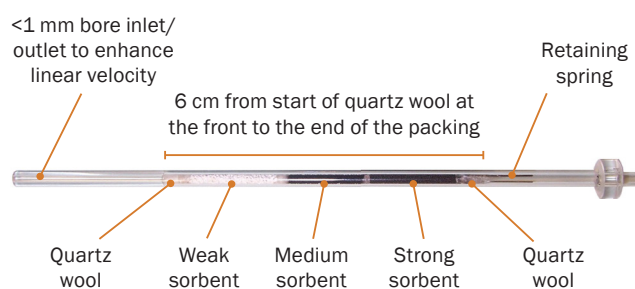 <1 mm bore inlet/
outlet to enhance
linear velocity
6 cm from start of quartz wool at
the front to the end of the packing
Retaining
spring
Quartz
wool
Weak
sorbent
Medium
sorbent
Strong
sorbent
Quartz
wool